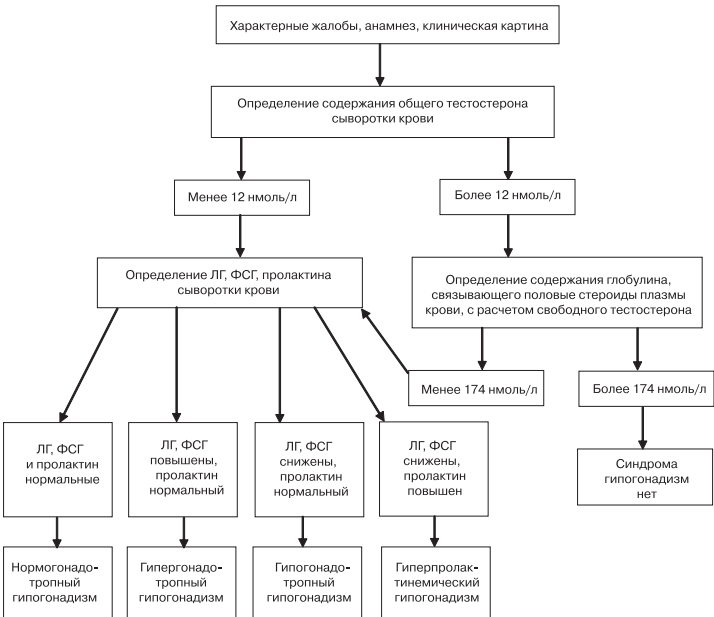 Характерные жалобы, анамнез, клиническая картина
Определение содержания общего тестостерона
сыворотки крови
Менее 12 нмоль/л
Более 12 нмоль/л
Определение ЛГ, ФСГ, пролактина
сыворотки крови
Определение содержания глобулина,
связывающего половые стероиды плазмы
крови, с расчетом свободного тестостерона
Менее 174 нмоль/л
Более 174 нмоль/л
ЛГ, ФСГ
и пролактин
нормальные
ЛГ, ФСГ
повышены,
пролактин
нормальный
ЛГ, ФСГ
снижены,
пролактин
нормальный
ЛГ, ФСГ
снижены,
пролактин
повышен
Синдрома
гипогонадизм
нет
Нормогонадо-
тропный
гипогонадизм
Гипергонадо-
тропный
гипогонадизм
Гипогонадо-
тропный
гипогонадизм
Гиперпролак-
тинемический
гипогонадизм